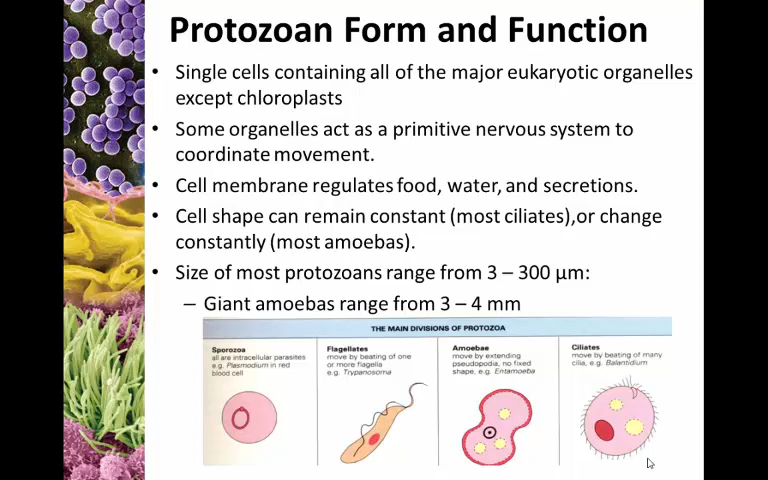 Protozoan Form and Function
• Single cells containing all of the major eukaryotic organelles
except chloroplasts
• Some organelles act as a primitive nervous system to
coordinate movement.
• Cell membrane regulates food, water, and secretions.
• Cell shape can remain constant (most ciliates),or change
constantly (most amoebas).
• Size of most protozoans range from 3 – 300 μm:
– Giant amoebas range from 3 – 4 mm
THE MAIN DIVISIONS OF PROTOZOA
Sporozoa
all are intracellular parasites
e.g. Plasmodium in red
blood cell
Flagellates
move by beating of one
or more flagella
e.g. Trypanosoma
Amoebae
move by extending
pseudopodia, no fixed
shape, e.g. Entamoeba
Ciliates
move by beating of many
cilia, e.g. Balantidium